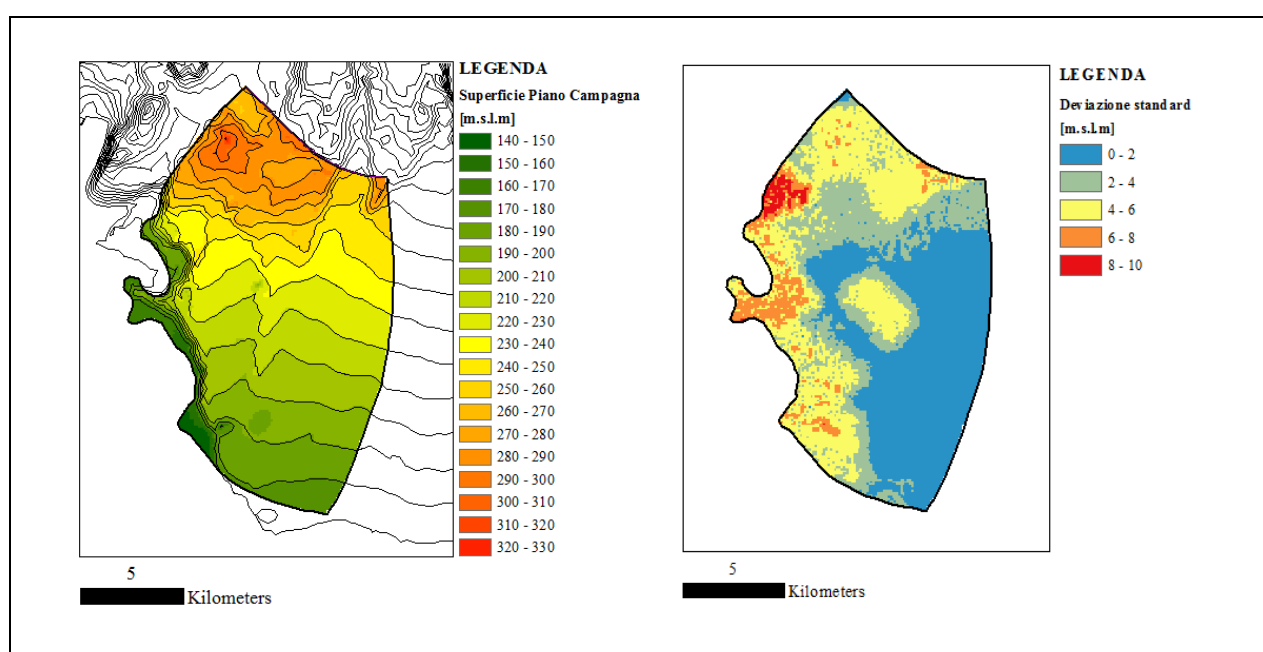 LEGENDA
Superficie Piano Campagna
[m.s.l.m]
140 - 150
150 - 160
160 - 170
170 - 180
180 - 190
190 - 200
200 - 210
210 - 220
220 - 230
230 - 240
240 - 250
250 - 260
260 - 270
270 - 280
280 - 290
290 - 300
300 - 310
310 - 320
320 - 330
5
Kilometers
LEGENDA
Deviazione standard
[m.s.l.m]
0 - 2
2 - 4
4 - 6
6 - 8
8 - 10
5
Kilometers